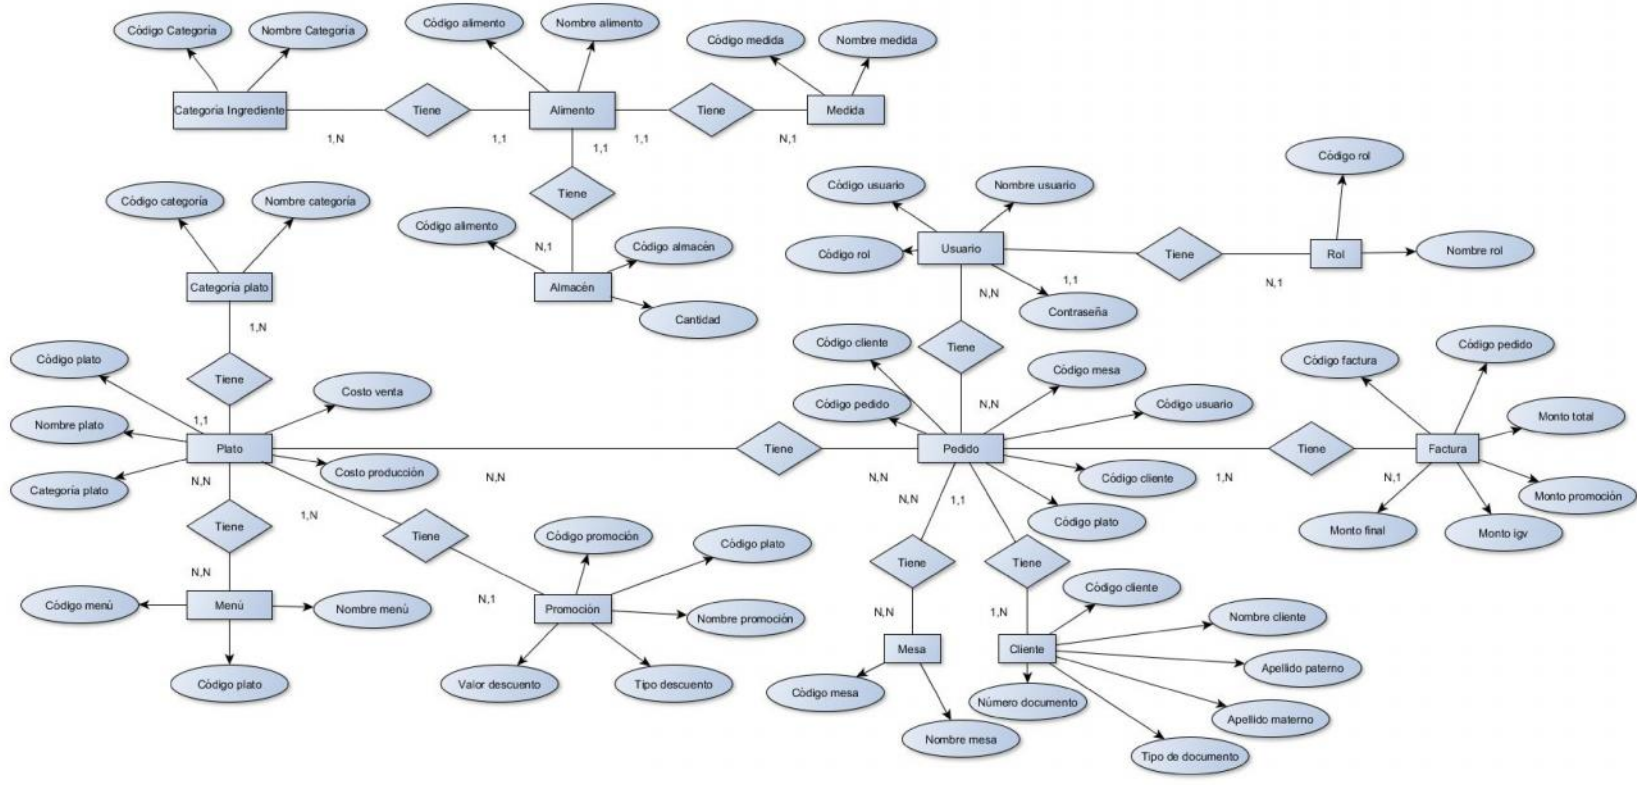 Código Categoría
Nombre Categoría
Código alimento
Nombre alimento
Código medida
Nombre medida
Categoría Ingrediente
Tiene
Alimento
Tiene
Medida
1,N
1,1
1,1
1,1
N,1
Código rol
Tiene
Código categoría
Nombre categoría
Código usuario
Nombre usuario
Código alimento
N,1
Código almacén
Código rol
Usuario
Tiene
Rol
Nombre rol
Categoría plato
Almacén
N,N
1,1
N,1
Cantidad
Contraseña
1,N
Tiene
Código cliente
Código pedido
Código plato
Código factura
Código mesa
Tiene
Costo venta
Código pedido
Código usuario
N,N
Monto total
Nombre plato
1,1
Plato
Tiene
Pedido
Tiene
Factura
Costo producción
N,N
N,N
N,N
N,N
1,1
Código cliente
1,N
N,1
Categoría plato
Monto promoción
1,N
Código plato
Monto final
Monto igv
Tiene
Tiene
Código promoción
Código plato
Tiene
Tiene
N,N
N,1
Código cliente
Código menú
Menú
Nombre menú
Promoción
Nombre promoción
N,N
1,N
Nombre cliente
Mesa
Cliente
Apellido paterno
Código plato
Valor descuento
Tipo descuento
Código mesa
Número documento
Apellido materno
Nombre mesa
Tipo de documento